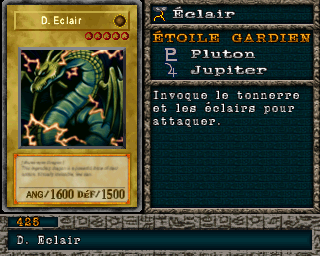 D. Eclair
ANG/1600 DéF/1500
Éclair
ÉTOILE GARDIEN
Pluton
Jupiter
Invoque le tonnerre
et les éclairs pour
attaquer.
425
D. Eclair